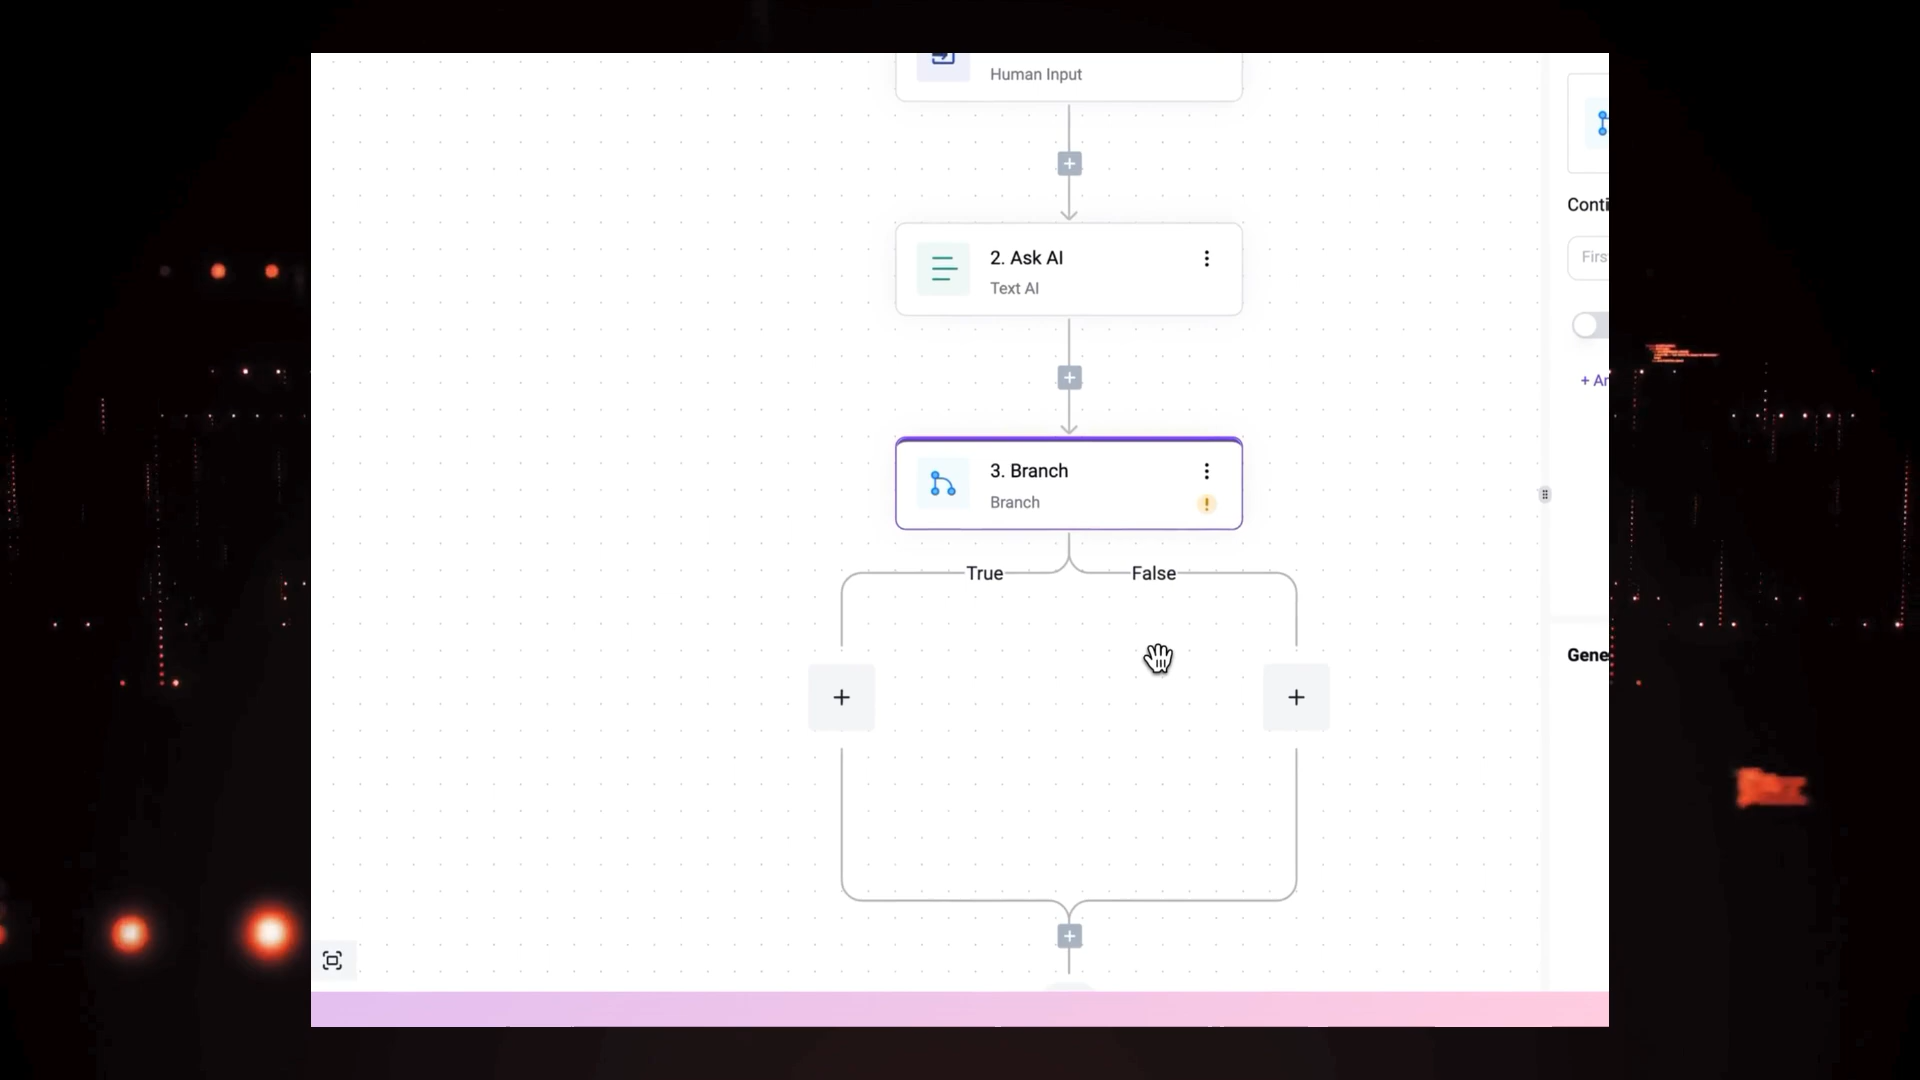 Human Input
2. Ask AI
Text AI
3. Branch
Branch
True
False
Conti
Firs
+ Ar
Gene